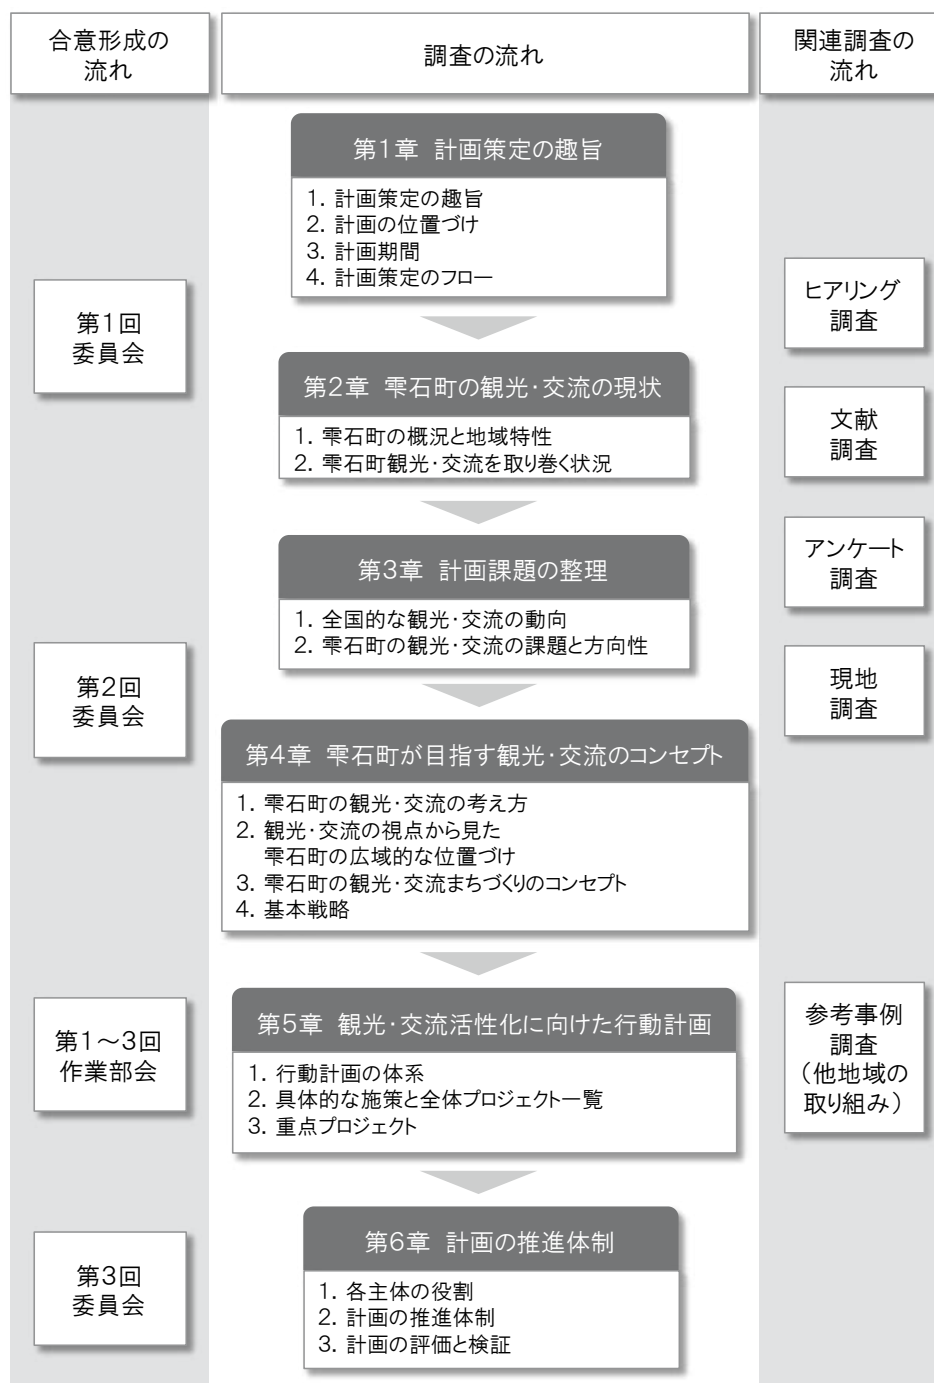 合意形成の
流れ
調査の流れ
関連調査の
流れ
第1章 計画策定の趣旨
1. 計画策定の趣旨
2. 計画の位置づけ
3. 計画期間
4. 計画策定のフロー
第1回
委員会
ヒアリング
調査
第2章 雫石町の観光･交流の現状
1. 雫石町の概況と地域特性
2. 雫石町観光･交流を取り巻く状況
文献
調査
第3章 計画課題の整理
1. 全国的な観光･交流の動向
2. 雫石町の観光･交流の課題と方向性
アンケート
調査
第2回
委員会
現地
調査
第4章 雫石町が目指す観光･交流のコンセプト
1. 雫石町の観光･交流の考え方
2. 観光･交流の視点から見た
雫石町の広域的な位置づけ
3. 雫石町の観光･交流まちづくりのコンセプト
4. 基本戦略
第1～3回
作業部会
第5章 観光･交流活性化に向けた行動計画
1. 行動計画の体系
2. 具体的な施策と全体プロジェクト一覧
3. 重点プロジェクト
参考事例
調査
（他地域の
取り組み）
第6章 計画の推進体制
1. 各主体の役割
2. 計画の推進体制
3. 計画の評価と検証
第3回
委員会